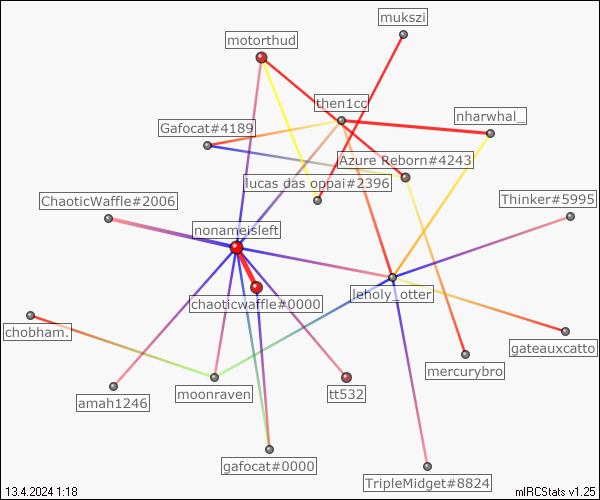 mukszi
motorthud
then1cc
nharwhal_
Gafocat#4189
Azure Reborn#4243
lucas das oppai#2396
ChaoticWaffle#2006
Thinker#5995
nonameisleft
leholy_otter
chaoticwaffle#0000
chobham.
gateauxcatto
mercurybro
moonraven
tt532
amah1246
gafocat#0000
TripleMidget#8824
13.4.2024 1:18
mIRCStats v1.25